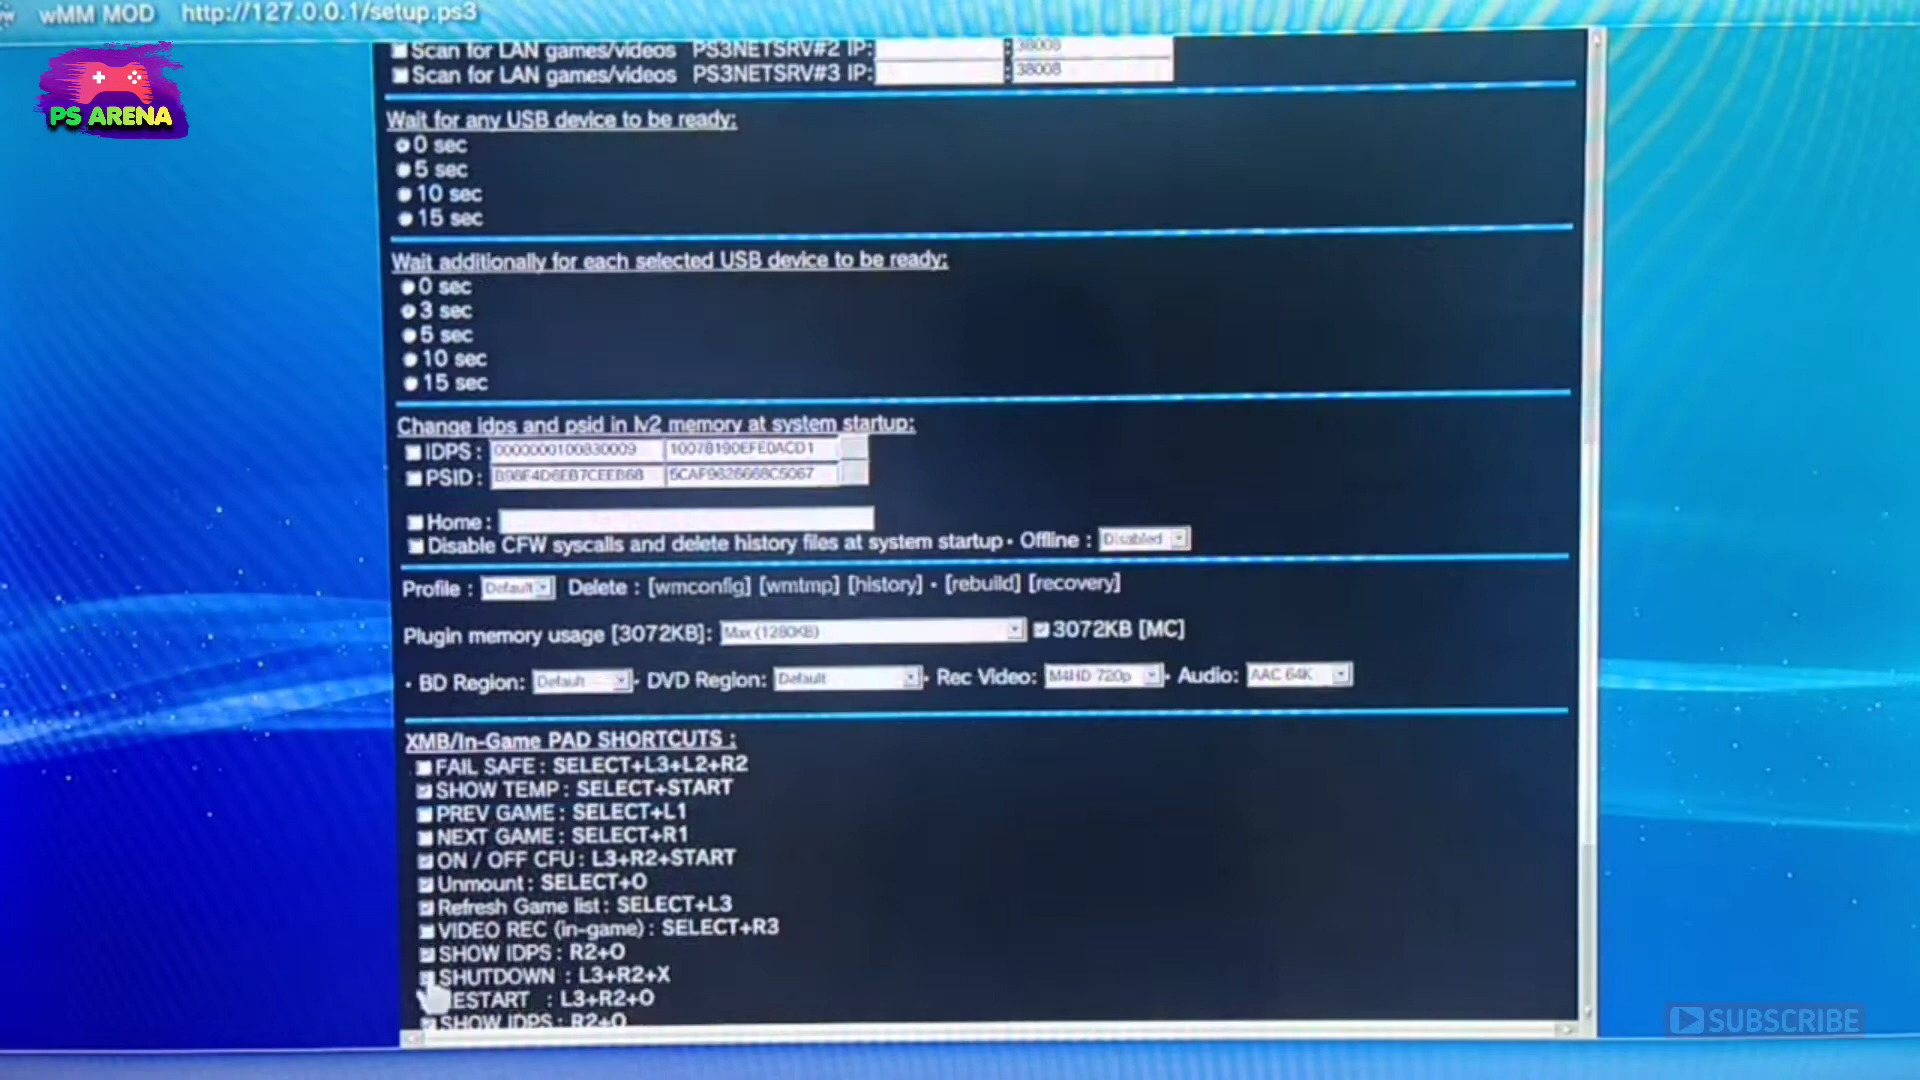 wMM MOD http://127.0.0.1/setup.ps3
PS ARENA
Scan for LAN games/videos PS3NETSRV#2 IP: : 38008
Scan for LAN games/videos PS3NETSRV#3 IP: : 38008
Wait for any USB device to be ready:
0 sec
5 sec
10 sec
15 sec
Wait additionally for each selected USB device to be ready:
0 sec
3 sec
5 sec
10 sec
15 sec
Change idps and psid in lv2 memory at system startup:
IDPS : 0000000100830009 10078190EFE0ACD1
PSID :
Home :
Disable CFW syscalls and delete history files at system startup • Offline : Disabled
Profile : Default Delete : [wmconfig] [wmtmp] [history] • [rebuild] [recovery]
Plugin memory usage [3072KB]: Max (1280KB) 3072KB [MC]
• BD Region: Default • DVD Region: Default • Rec Video: M4HD 720p • Audio: AAC 64K
XMB/In-Game PAD SHORTCUTS :
FAIL SAFE : SELECT+L3+L2+R2
SHOW TEMP : SELECT+START
PREV GAME : SELECT+L1
NEXT GAME : SELECT+R1
ON / OFF CFU : L3+R2+START
Unmount : SELECT+O
Refresh Game list : SELECT+L3
VIDEO REC (in-game) : SELECT+R3
SHOW IDPS : R2+O
SHUTDOWN : L3+R2+X
ESTART : L3+R2+O
SHOW IDPS : R2+O
SUBSCRIBE